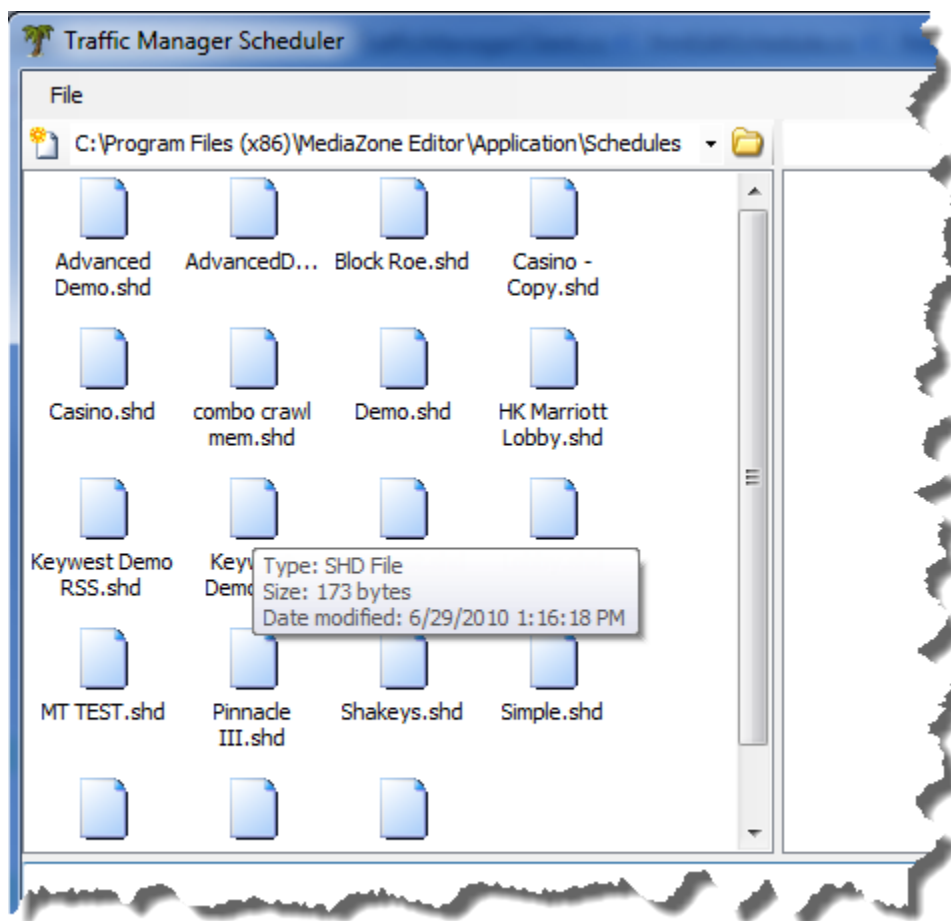 Traffic Manager Scheduler
File
C:\Program Files (x86)\MediaZone Editor\Application\Schedules
Advanced
Demo.shd
AdvancedD...
Block Roe.shd
Casino -
Copy.shd
Casino.shd
combo crawl
mem.shd
Demo.shd
HK Marriott
Lobby.shd
Keywest Demo
RSS.shd
Type: SHD File
Size: 173 bytes
Date modified: 6/29/2010 1:16:18 PM
MT TEST.shd
Pinnacle
III.shd
Shakeys.shd
Simple.shd